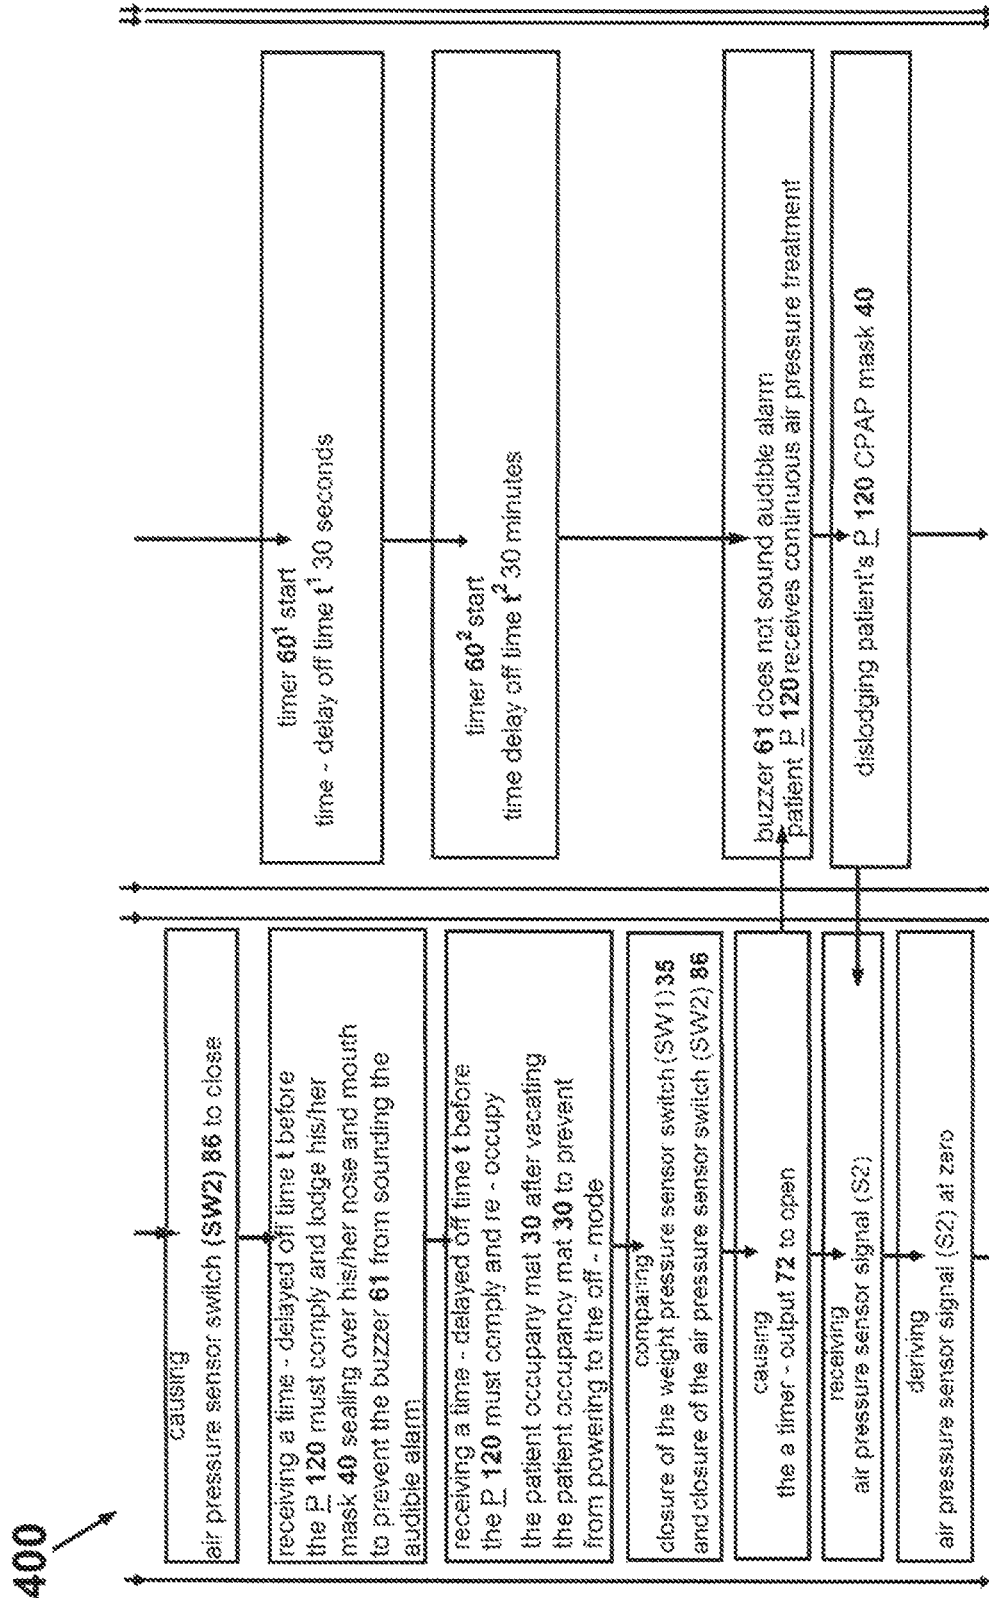 400
causing
air pressure sensor switch (SW2) 86 to close
receiving a time - delayed off time t before
the P 120 must comply and lodge his/her
mask 40 sealing over his/her nose and mouth
to prevent the buzzer 61 from sounding the
audible alarm
receiving a time - delayed off time t before
the P 120 must comply and re - occupy
the patient occupany mat 30 after vacating
the patient occupancy mat 30 to prevent
from powering to the off - mode
comparing
closure of the weight pressure sensor switch (SW1) 35
and closure of the air pressure sensor switch (SW2) 86
causing
the a timer - output 72 to open
receiving
air pressure sensor signal (S2)
deriving
air pressure sensor signal (S2) at zero
timer 60¹ start
time - delay off time t¹ 30 seconds
timer 60² start
time delay off time t² 30 minutes
buzzer 61 does not sound audible alarm
patient P 120 receives continuous air pressure treatment
dislodging patient's P 120 CPAP mask 40